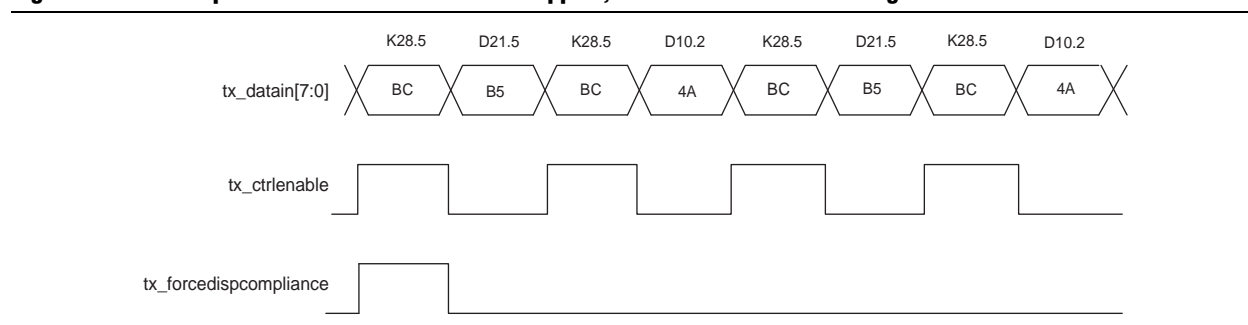 K28.5 D21.5 K28.5 D10.2 K28.5 D21.5 K28.5 D10.2
tx_datain[7:0] BC B5 BC 4A BC B5 BC 4A
tx_ctrlenable
tx_forcedispcompliance